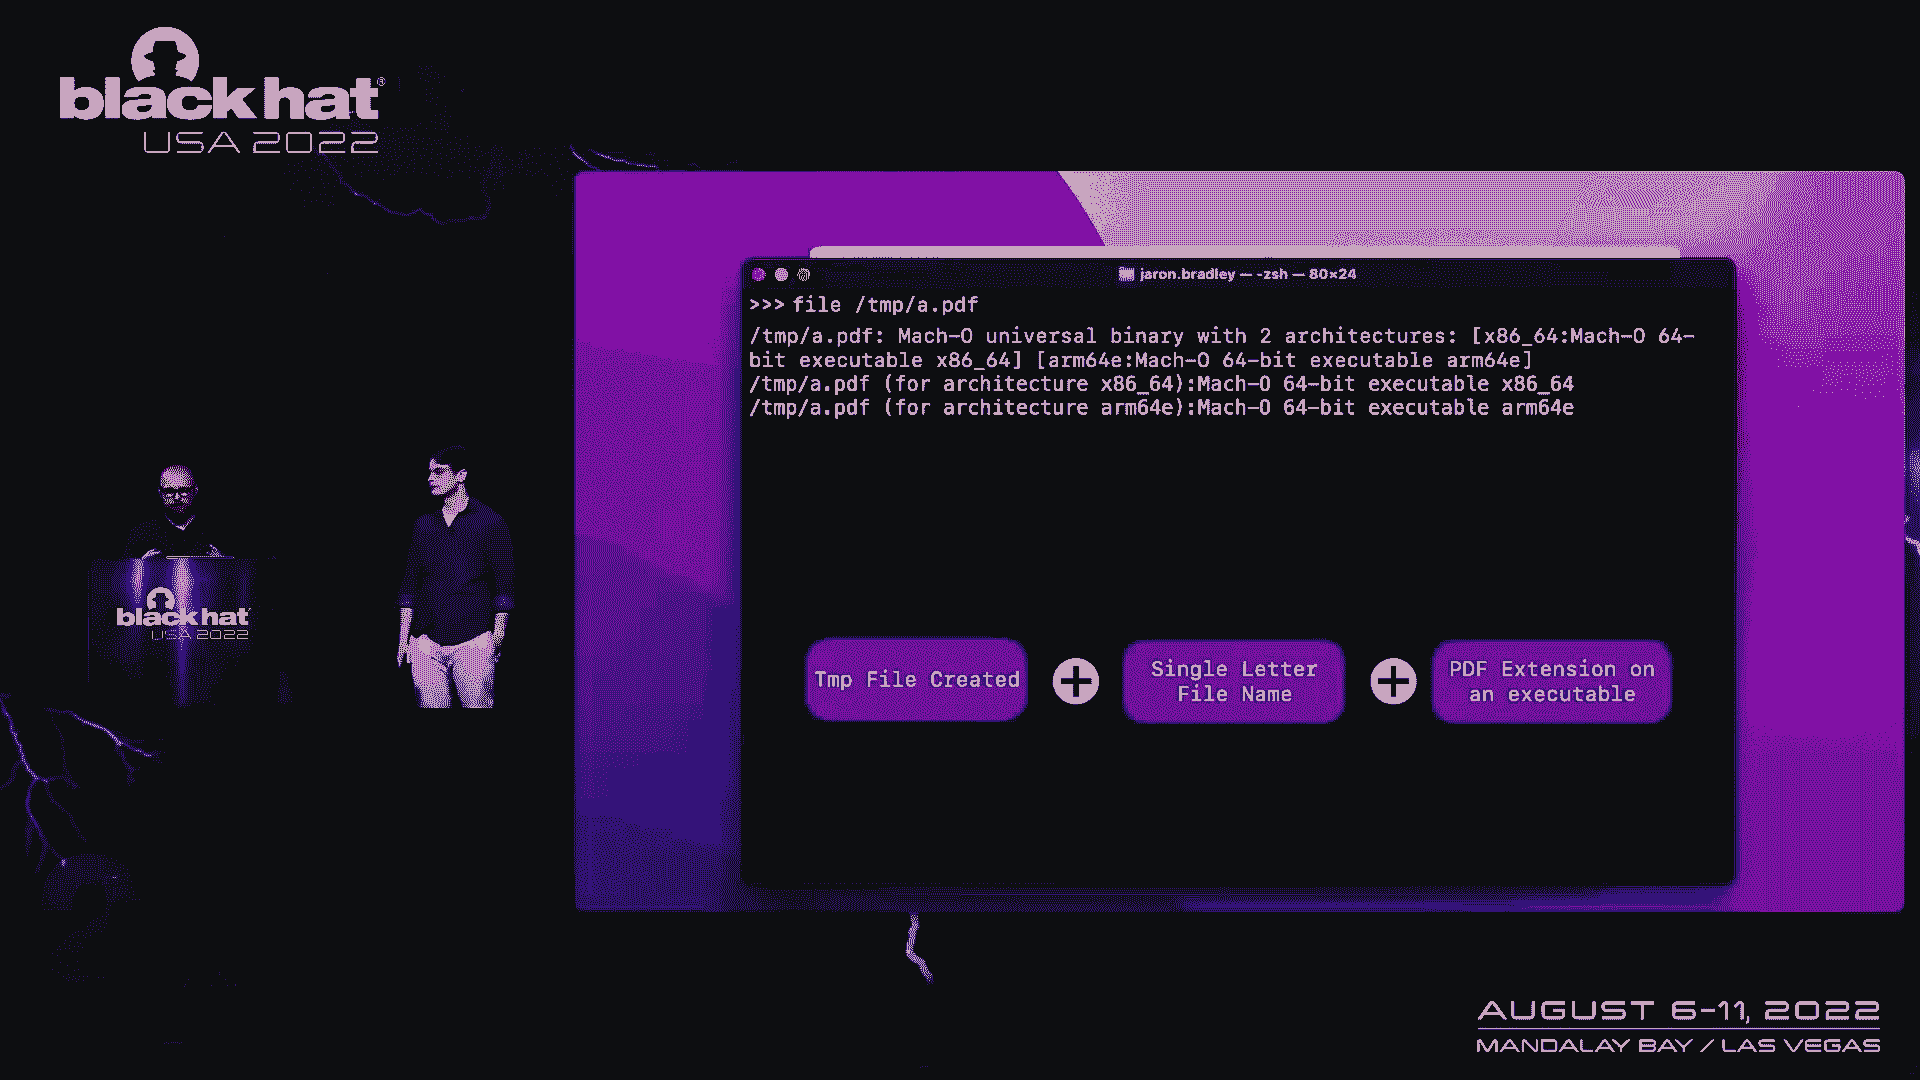 black hat®
USA 2022
jaron.bradley — -zsh — 80×24
>>> file /tmp/a.pdf
/tmp/a.pdf: Mach-O universal binary with 2 architectures: [x86_64:Mach-O 64-
bit executable x86_64] [arm64e:Mach-O 64-bit executable arm64e]
/tmp/a.pdf (for architecture x86_64):Mach-O 64-bit executable x86_64
/tmp/a.pdf (for architecture arm64e):Mach-O 64-bit executable arm64e
Tmp File Created
Single Letter
File Name
PDF Extension on
an executable
black hat
USA 2022
AUGUST 6-11, 2022
MANDALAY BAY / LAS VEGAS